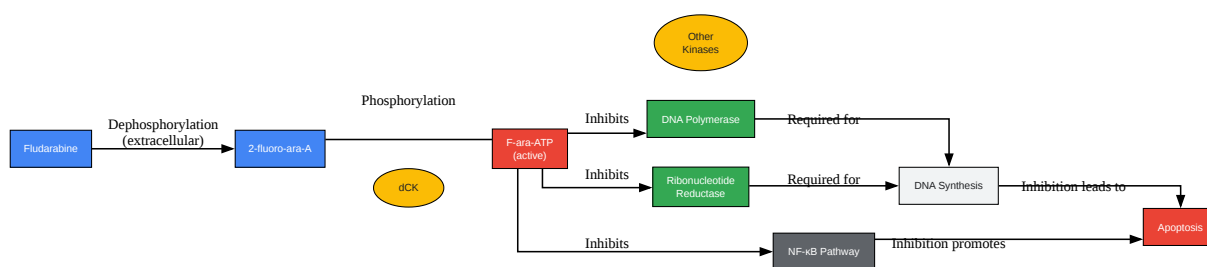 Other
Kinases
Phosphorylation
Dephosphorylation
(extracellular)
Fludarabine
2-fluoro-ara-A
F-ara-ATP
(active)
Inhibits
DNA Polymerase
Required for
dCK
Inhibits
Ribonucleotide
Reductase
Required for
DNA Synthesis
Inhibition leads to
Inhibits
NF-κB Pathway
Inhibition promotes
Apoptosis